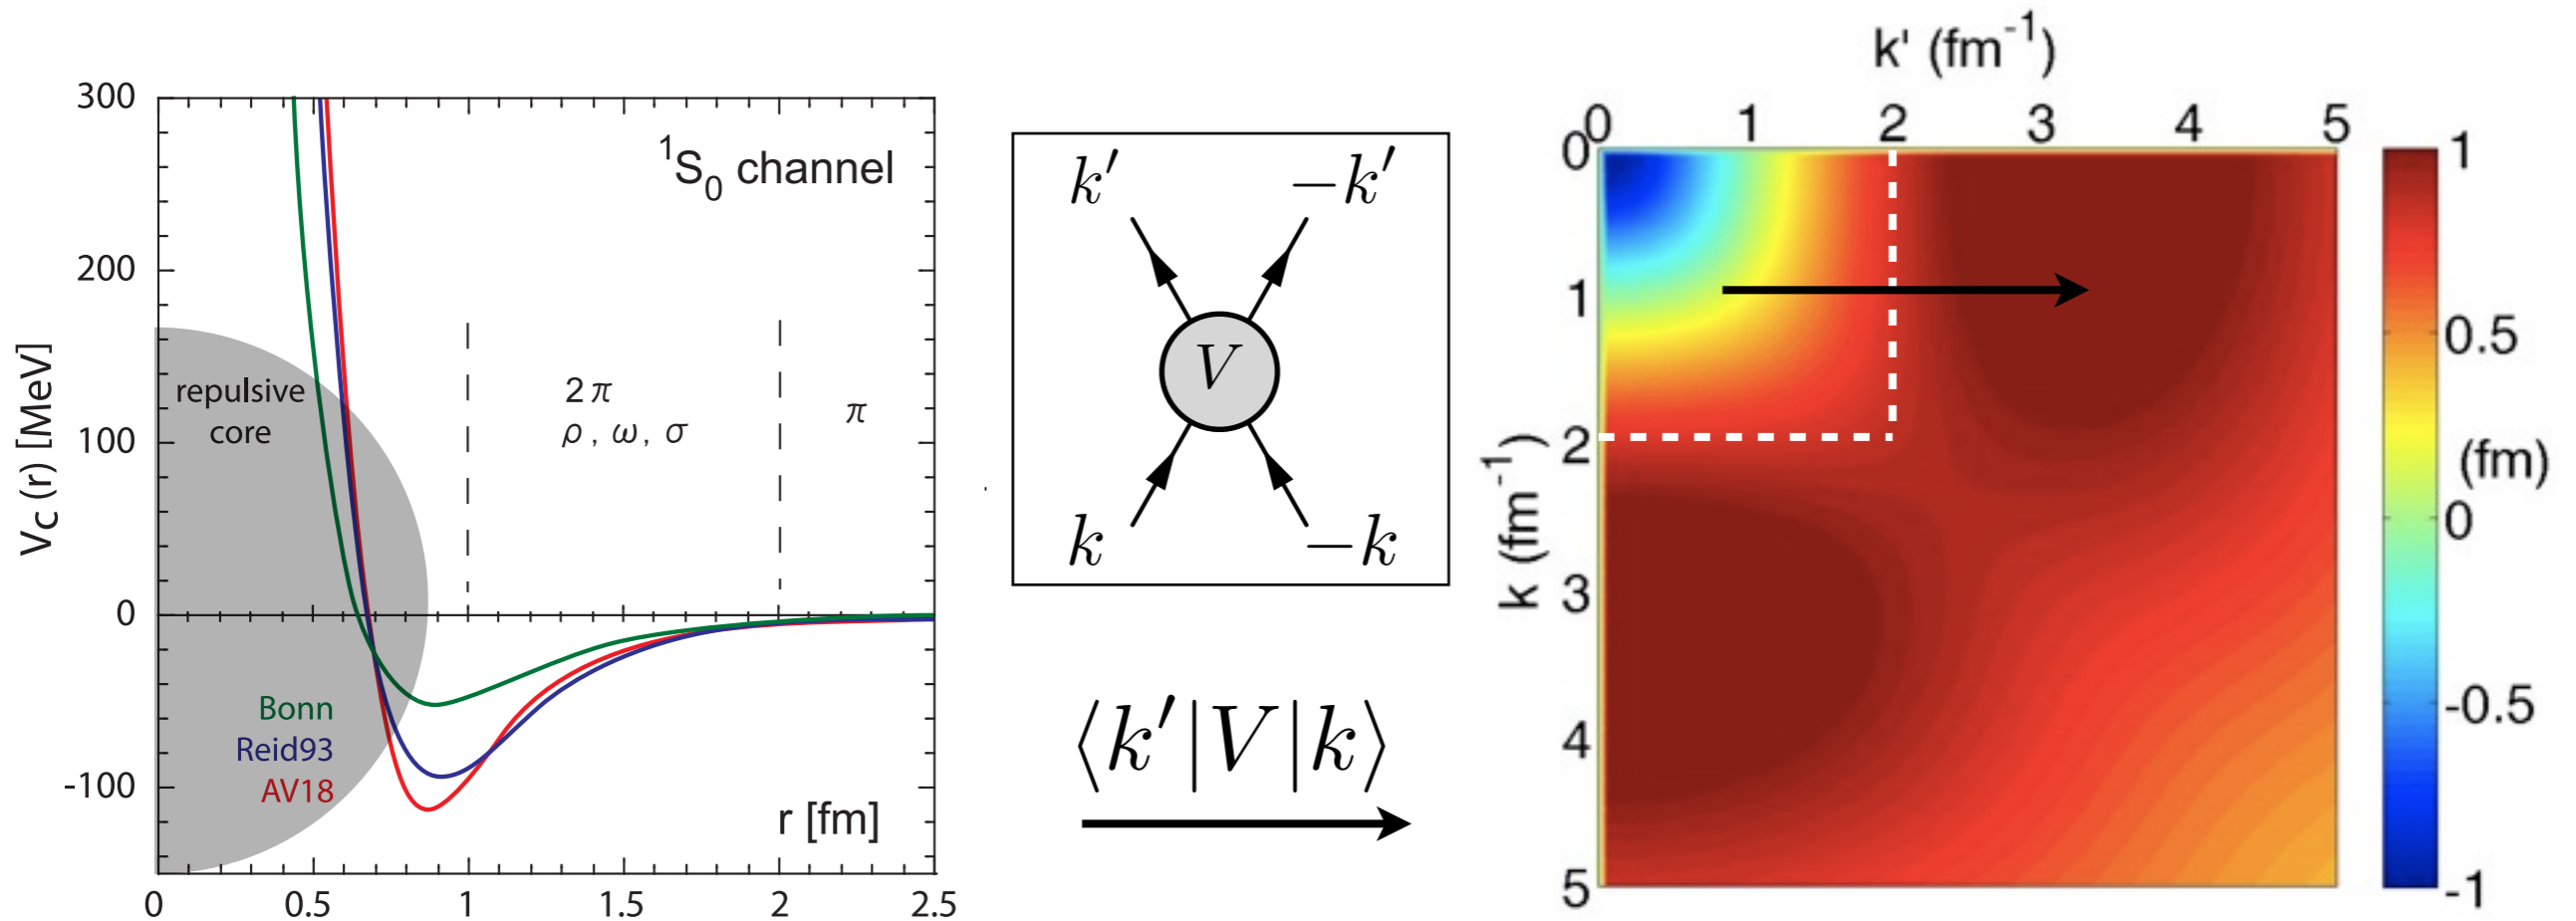 300
200
100
0
-100
Vc (r) [MeV]
¹S₀ channel
repulsive
core
2 π
ρ , ω, σ
π
Bonn
Reid93
AV18
r [fm]
0 0.5 1 1.5 2 2.5
k′ −k′
V
k −k
⟨k′|V|k⟩
k' (fm⁻¹)
0 1 2 3 4 5
0
1
2
3
4
5
k (fm⁻¹)
1
0.5
(fm)
0
-0.5
-1